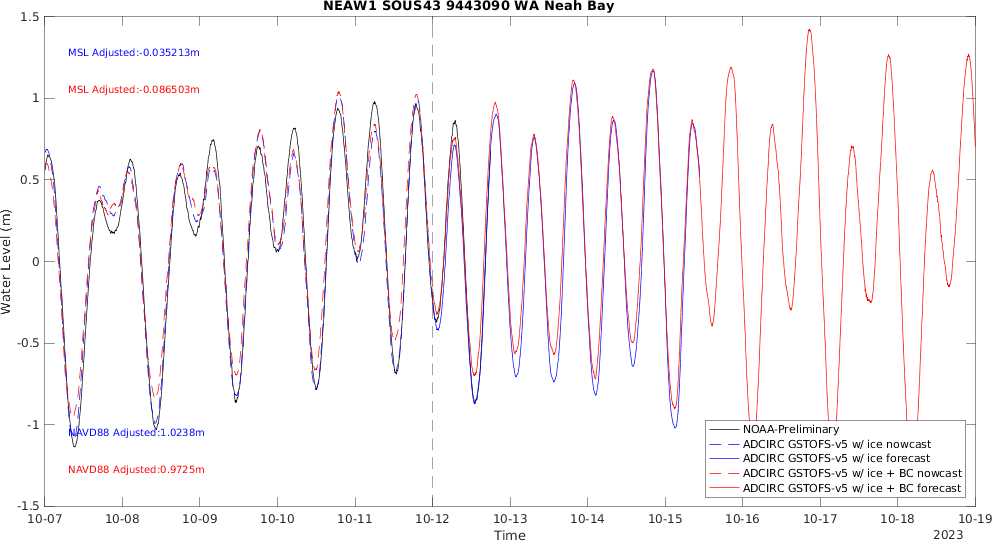 NEAW1 SOUS43 9443090 WA Neah Bay
1.5
MSL Adjusted:-0.035213m
MSL Adjusted:-0.086503m
1
0.5
Water Level (m)
0
-0.5
-1
NAVD88 Adjusted:1.0238m
NAVD88 Adjusted:0.9725m
-1.5
NOAA-Preliminary
ADCIRC GSTOFS-v5 w/ ice nowcast
ADCIRC GSTOFS-v5 w/ ice forecast
ADCIRC GSTOFS-v5 w/ ice + BC nowcast
ADCIRC GSTOFS-v5 w/ ice + BC forecast
10-07 10-08 10-09 10-10 10-11 10-12 10-13 10-14 10-15 10-16 10-17 10-18 10-19
Time
2023